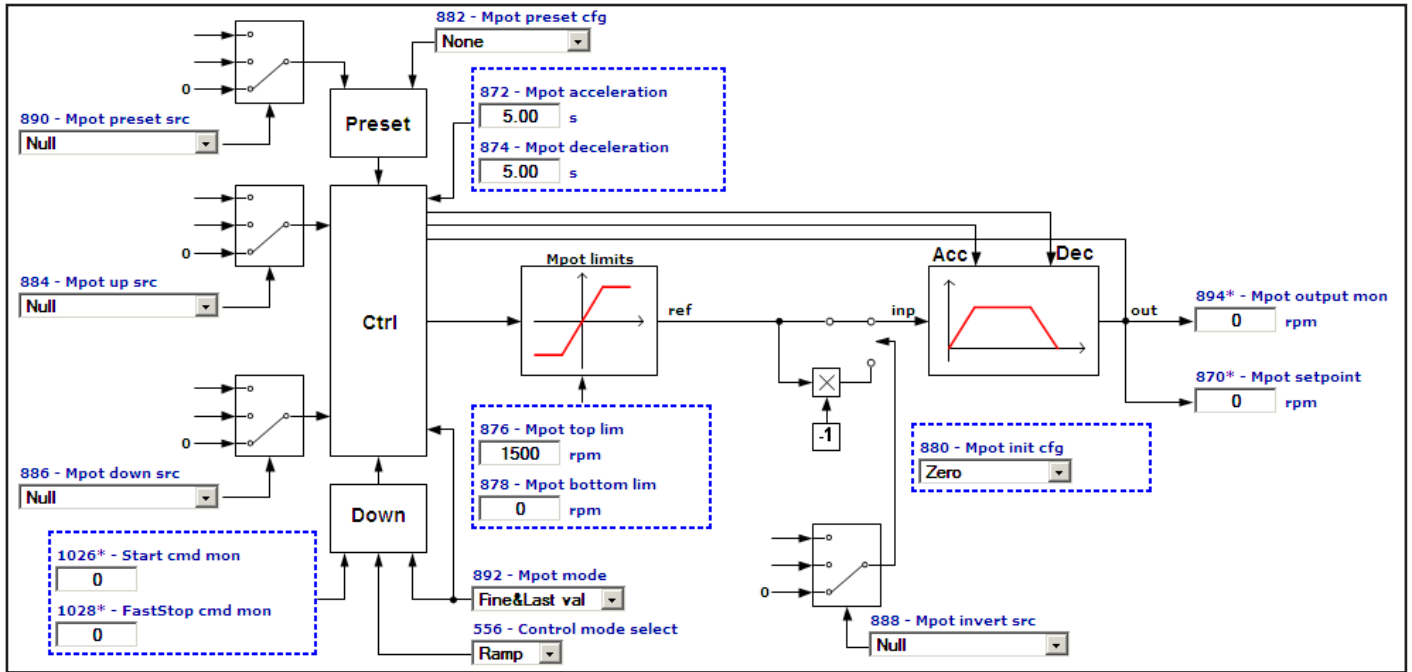 882 - Mpot preset cfg
None
0
890 - Mpot preset src
Null
Preset
872 - Mpot acceleration
5.00 s
874 - Mpot deceleration
5.00 s
0
884 - Mpot up src
Null
Ctrl
Mpot limits
ref
inp
Acc
Dec
out
894* - Mpot output mon
0 rpm
870* - Mpot setpoint
0 rpm
-1
0
886 - Mpot down src
Null
876 - Mpot top lim
1500 rpm
878 - Mpot bottom lim
0 rpm
880 - Mpot init cfg
Zero
Down
1026* - Start cmd mon
0
1028* - FastStop cmd mon
0
892 - Mpot mode
Fine&Last val
556 - Control mode select
Ramp
0
888 - Mpot invert src
Null